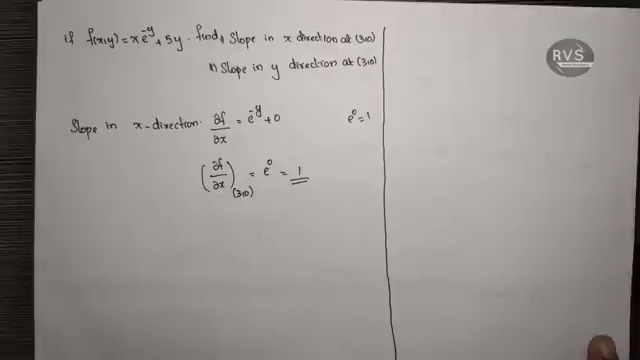 if f(x,y) = xe^-y + 5y. find i) Slope in x direction at (3,0)
ii) Slope in y direction at (3,0)
Slope in x-direction. ∂f/∂x = e^-y + 0 e^0 = 1
(∂f/∂x)(3,0) = e^0 = 1
RVS